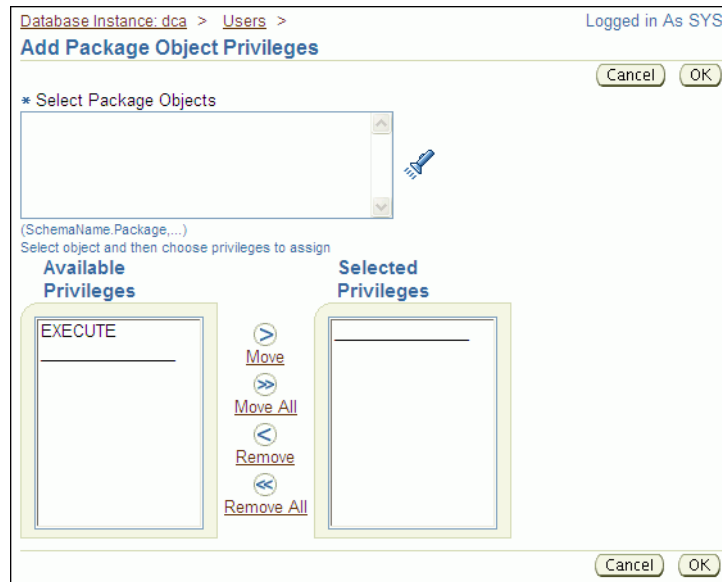 Database Instance: dca > Users >
Logged in As SYS
Add Package Object Privileges
Cancel OK
* Select Package Objects
(SchemaName.Package,...)
Select object and then choose privileges to assign
Available Privileges
Selected Privileges
EXECUTE
Move
Move All
Remove
Remove All
Cancel OK